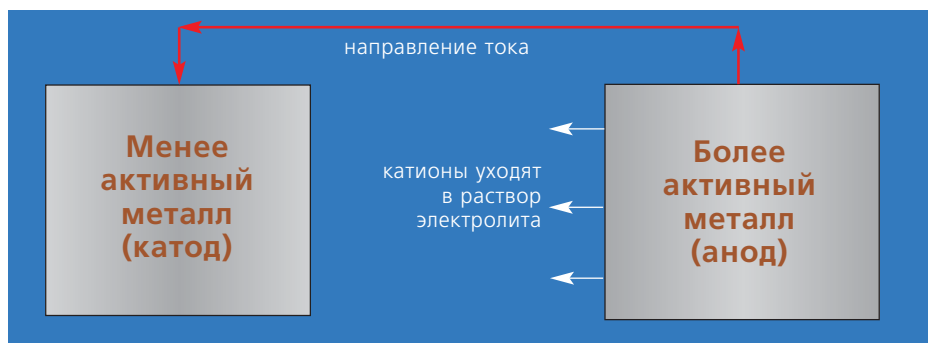 направление тока
Менее
активный
металл
(катод)
катионы уходят
в раствор
электролита
Более
активный
металл
(анод)